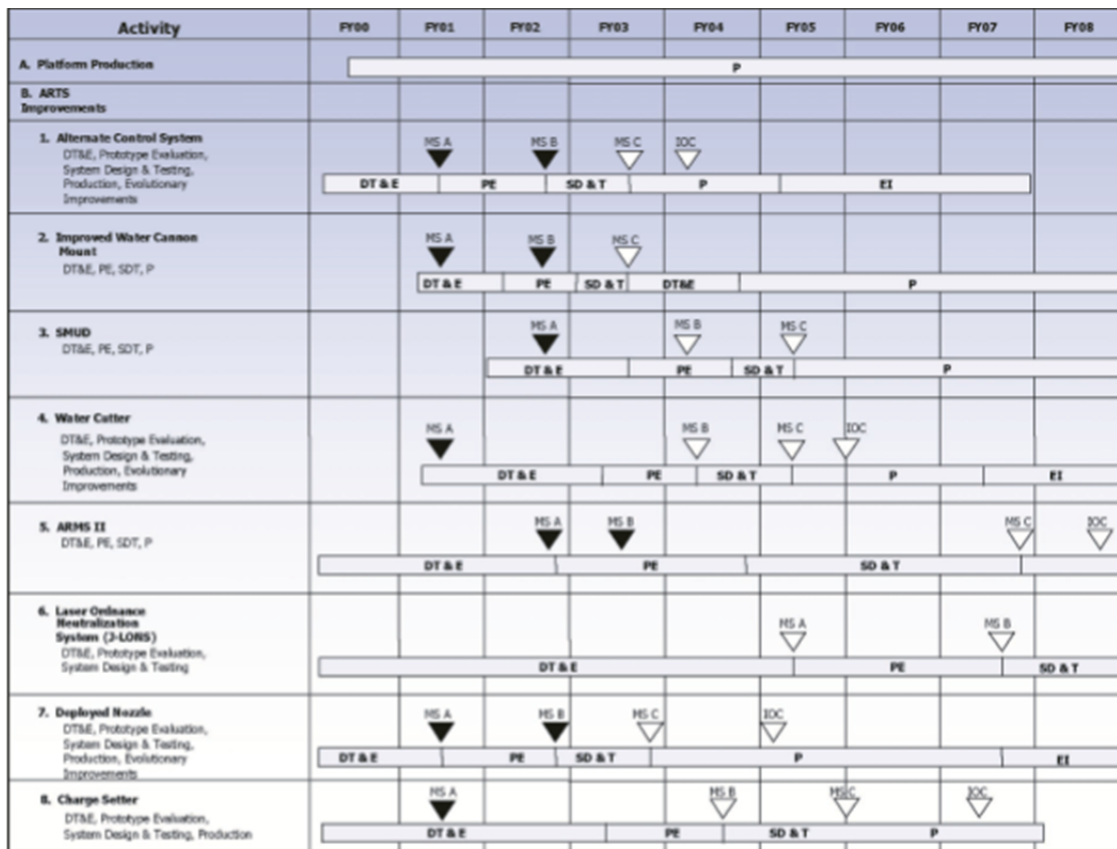 Activity FY00 FY01 FY02 FY03 FY04 FY05 FY06 FY07 FY08
A. Platform Production
P
B. ARTS
Improvements
1. Alternate Control System
DT&E, Prototype Evaluation,
System Design & Testing,
Production, Evolutionary
Improvements
MS A MS B MS C IOC
DT & E PE SD & T P EI
2. Improved Water Cannon
Mount
DT&E, PE, SDT, P
MS A MS B MS C
DT & E PE SD & T DT&E P
3. SMUD
DT&E, PE, SDT, P
MS A MS B MS C
DT & E PE SD & T P
4. Water Cutter
DT&E, Prototype Evaluation,
System Design & Testing,
Production, Evolutionary
Improvements
MS A MS B MS C IOC
DT & E PE SD & T P EI
5. ARMS II
DT&E, PE, SDT, P
MS A MS B MS C IOC
DT & E PE SD & T
6. Laser Ordnance
Neutralization
System (J-LONS)
DT&E, Prototype Evaluation,
System Design & Testing
MS A MS B
DT & E PE SD & T
7. Deployed Nozzle
DT&E, Prototype Evaluation,
System Design & Testing,
Production, Evolutionary
Improvements
MS A MS B MS C IOC
DT & E PE SD & T P EI
8. Charge Setter
DT&E, Prototype Evaluation,
System Design & Testing, Production
MS A MS B MS C IOC
DT & E PE SD & T P